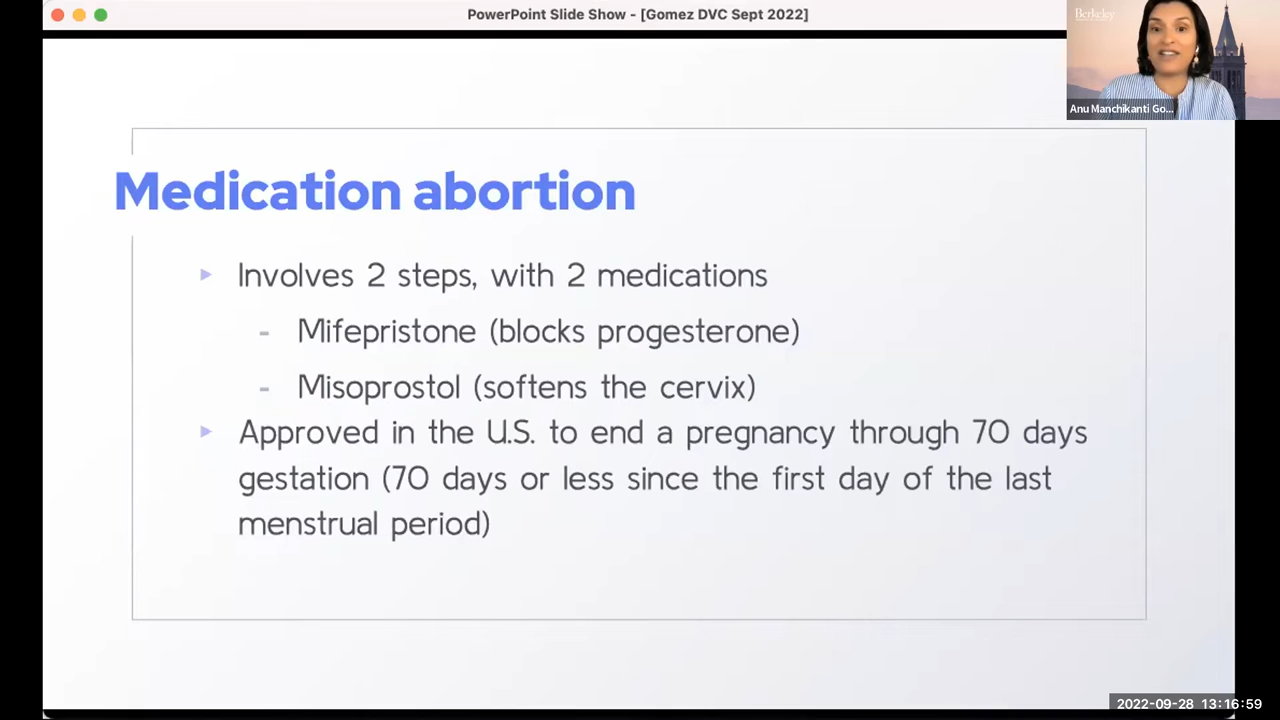 PowerPoint Slide Show - [Gomez DVC Sept 2022]
Berkeley
Anu Manchikanti Go...
Medication abortion
Involves 2 steps, with 2 medications
- Mifepristone (blocks progesterone)
- Misoprostol (softens the cervix)
Approved in the U.S. to end a pregnancy through 70 days
gestation (70 days or less since the first day of the last
menstrual period)
2022-09-28 13:16:59